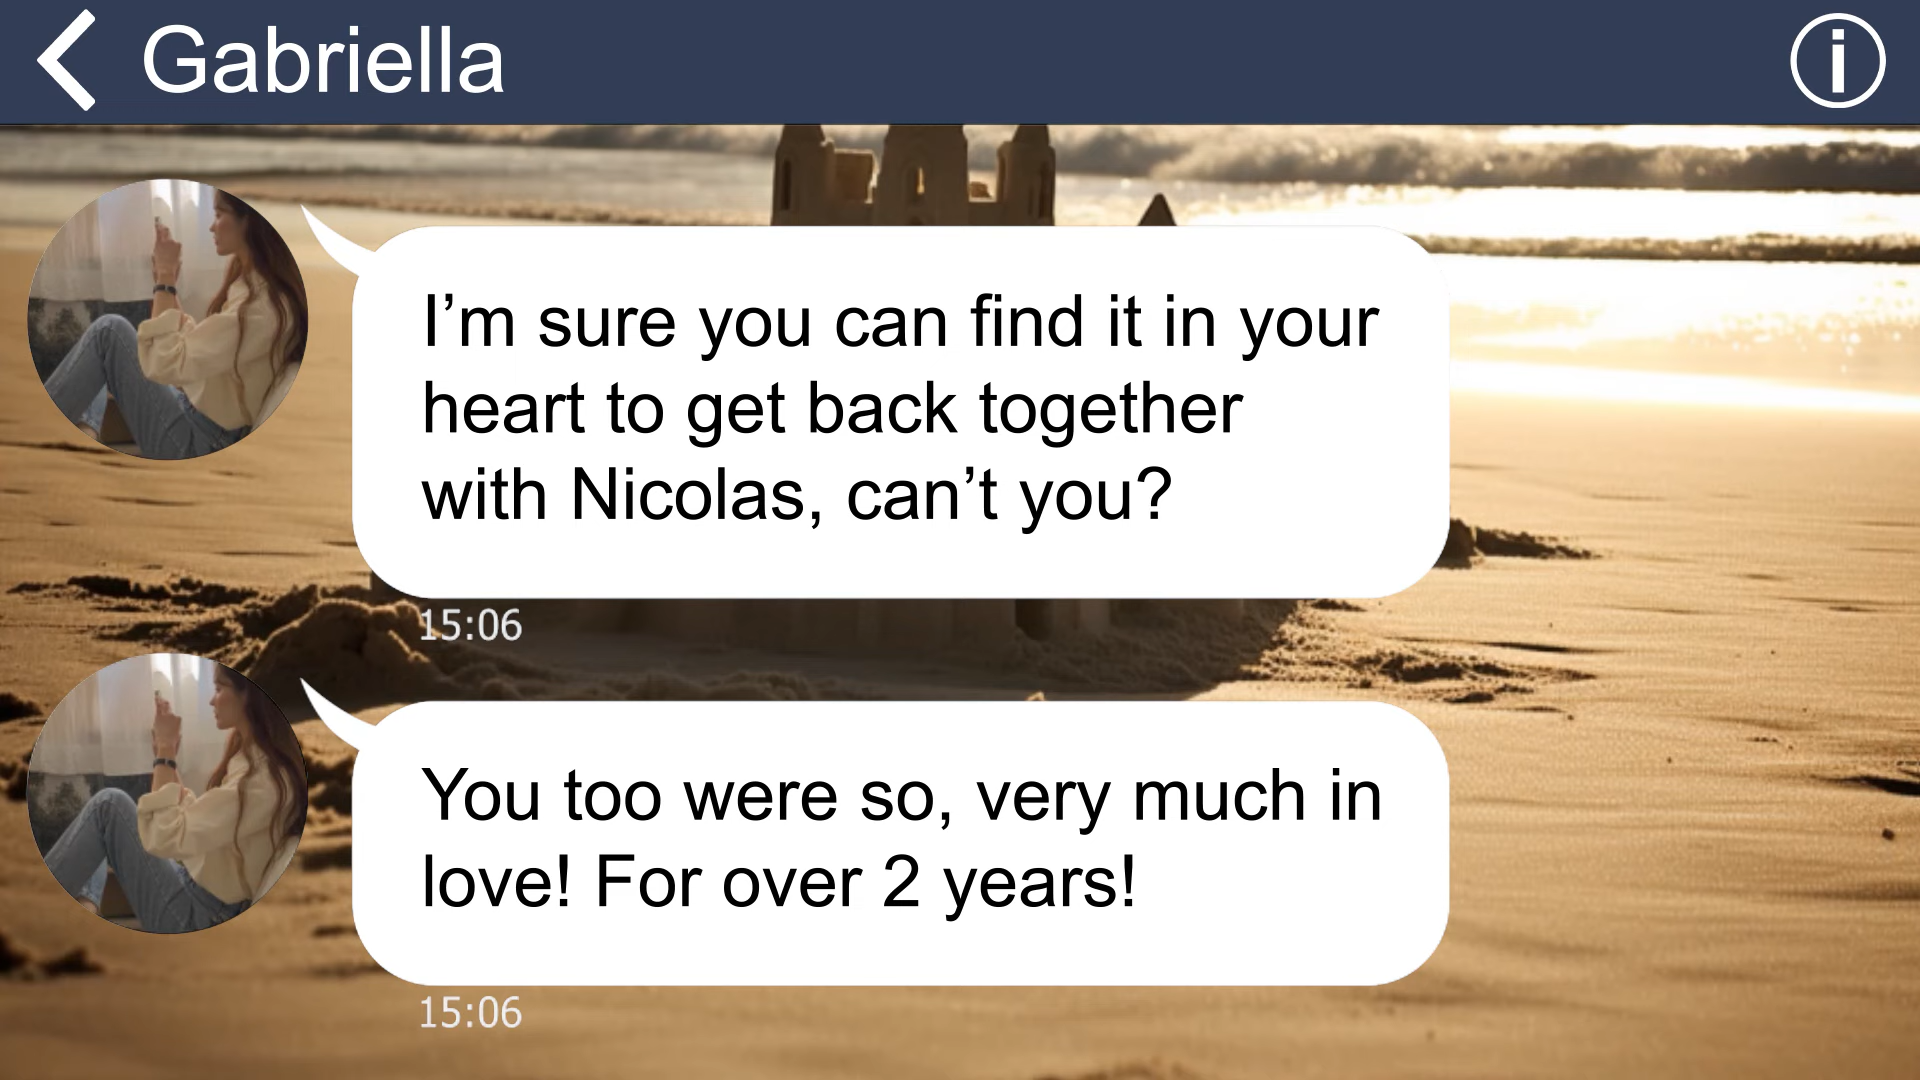 Gabriella
I’m sure you can find it in your
heart to get back together
with Nicolas, can’t you?
15:06
You too were so, very much in
love! For over 2 years!
15:06